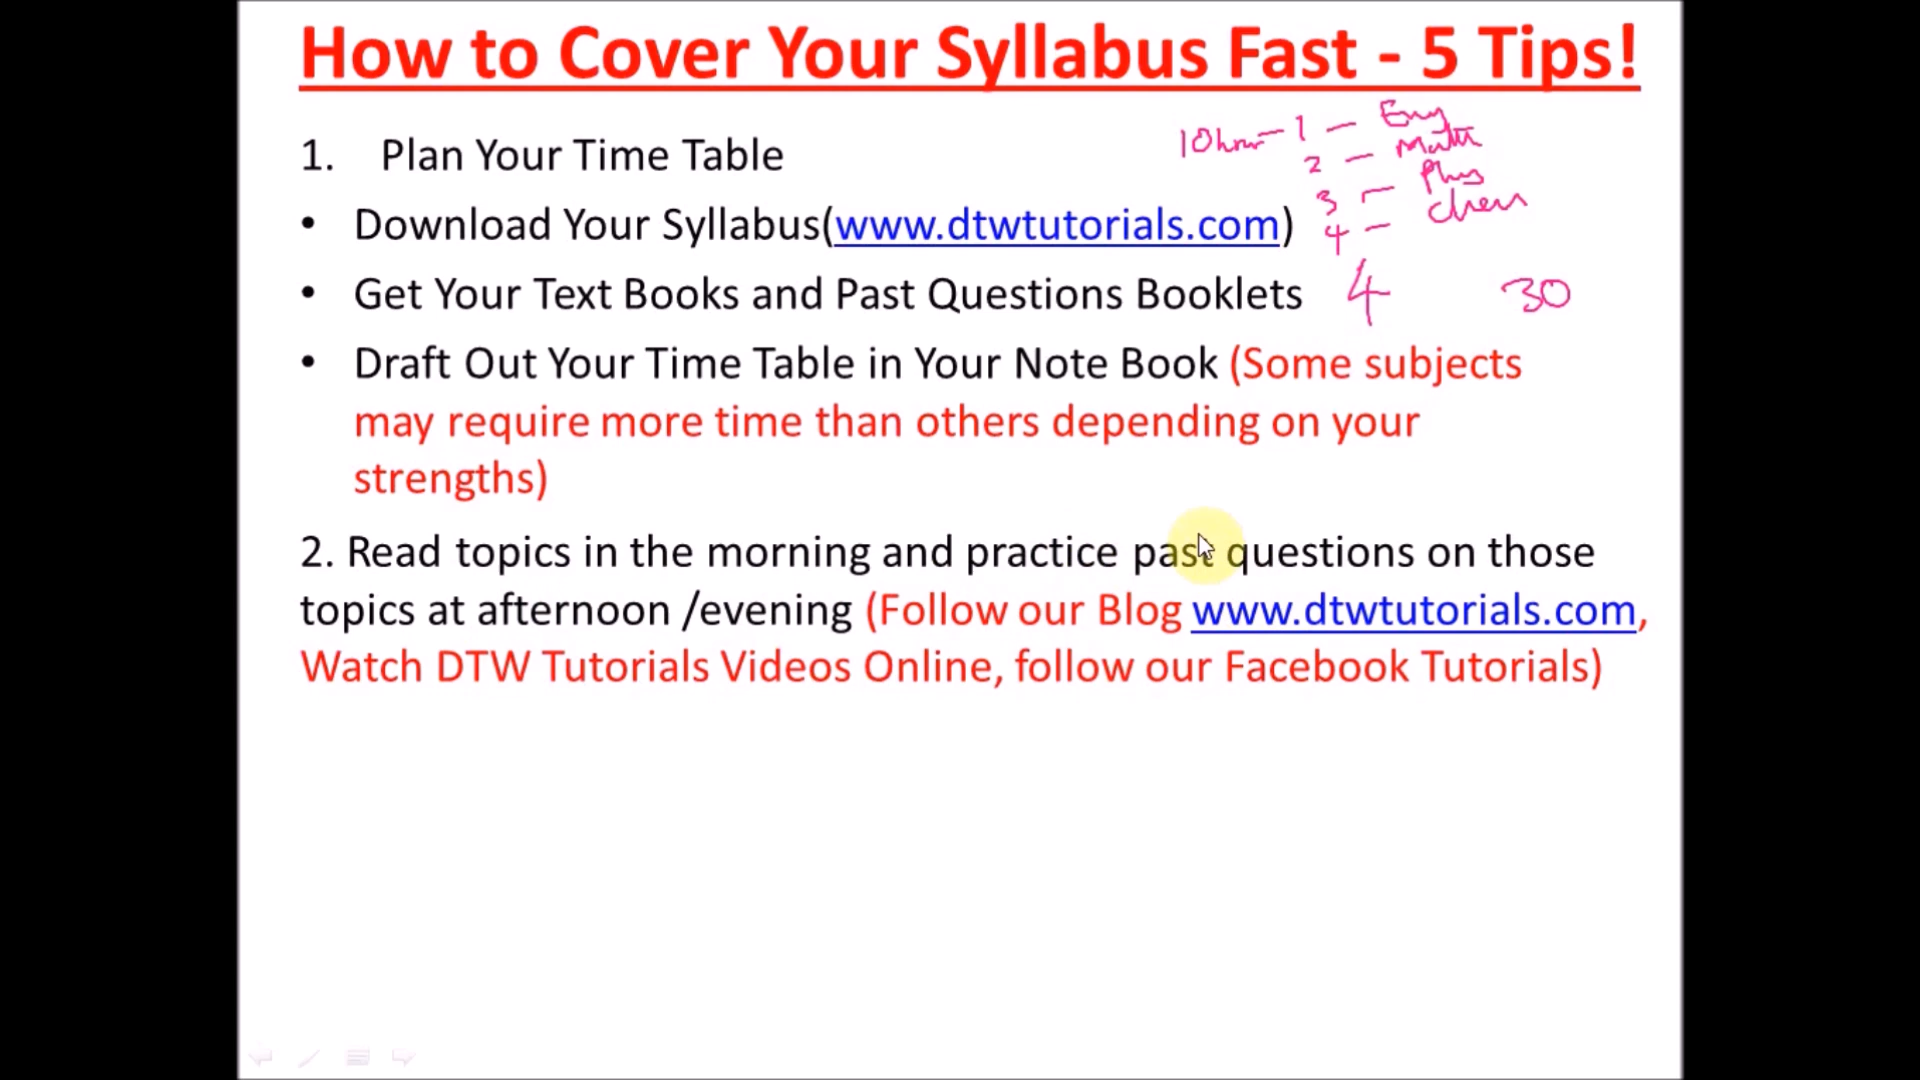 How to Cover Your Syllabus Fast - 5 Tips!
10hour - 1 - Eng
2 - Math
3 - Phys
4 - Chem
1. Plan Your Time Table
• Download Your Syllabus(www.dtwtutorials.com)
• Get Your Text Books and Past Questions Booklets
4 30
• Draft Out Your Time Table in Your Note Book (Some subjects
may require more time than others depending on your
strengths)
2. Read topics in the morning and practice past questions on those
topics at afternoon /evening (Follow our Blog www.dtwtutorials.com,
Watch DTW Tutorials Videos Online, follow our Facebook Tutorials)